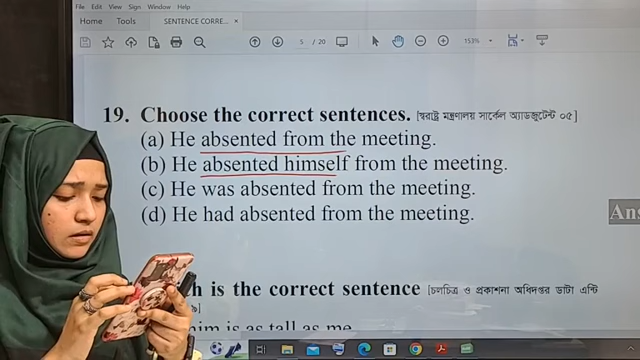 File Edit View Sign Window Help
Home Tools SENTENCE CORRE... ×
5 / 20 153%
19. Choose the correct sentences. [স্বরাষ্ট্র মন্ত্রণালয় সার্কেল অ্যাডজুটেন্ট ০৫]
(a) He absented from the meeting.
(b) He absented himself from the meeting.
(c) He was absented from the meeting.
(d) He had absented from the meeting.
Ans
h is the correct sentence [চলচিত্র ও প্রকাশনা অধিদপ্তর ডাটা এন্টি
him is as tall as me